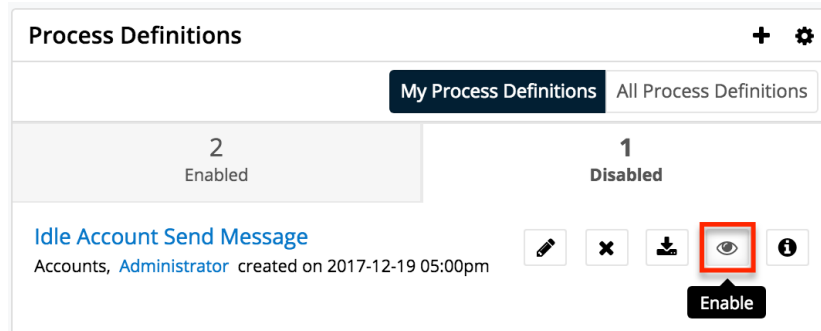 Process Definitions
My Process Definitions All Process Definitions
2 1
Enabled Disabled
Idle Account Send Message
Accounts, Administrator created on 2017-12-19 05:00pm
Enable